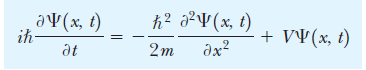 iħ ∂Ψ(x, t)/∂t = − ħ²/2m ∂²Ψ(x, t)/∂x² + VΨ(x, t)